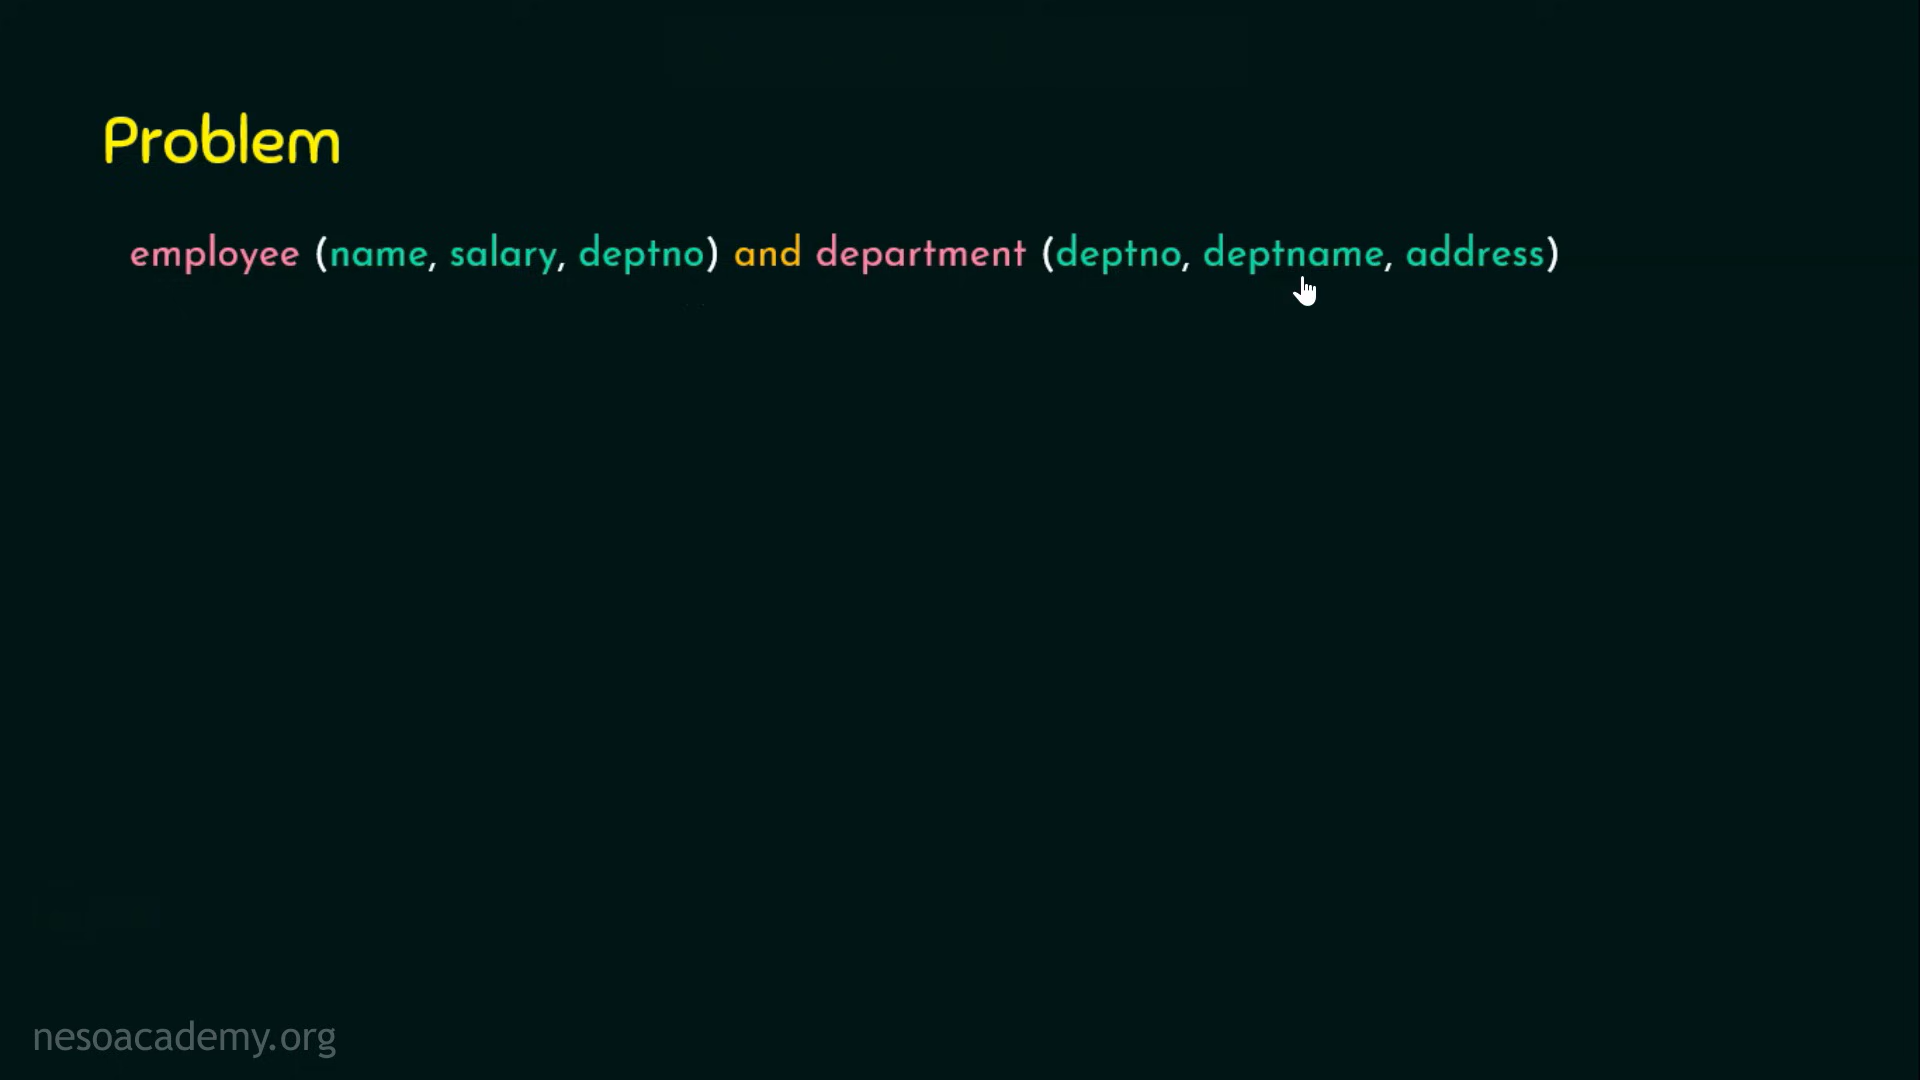 Problem
employee (name, salary, deptno) and department (deptno, deptname, address)
nesoacademy.org